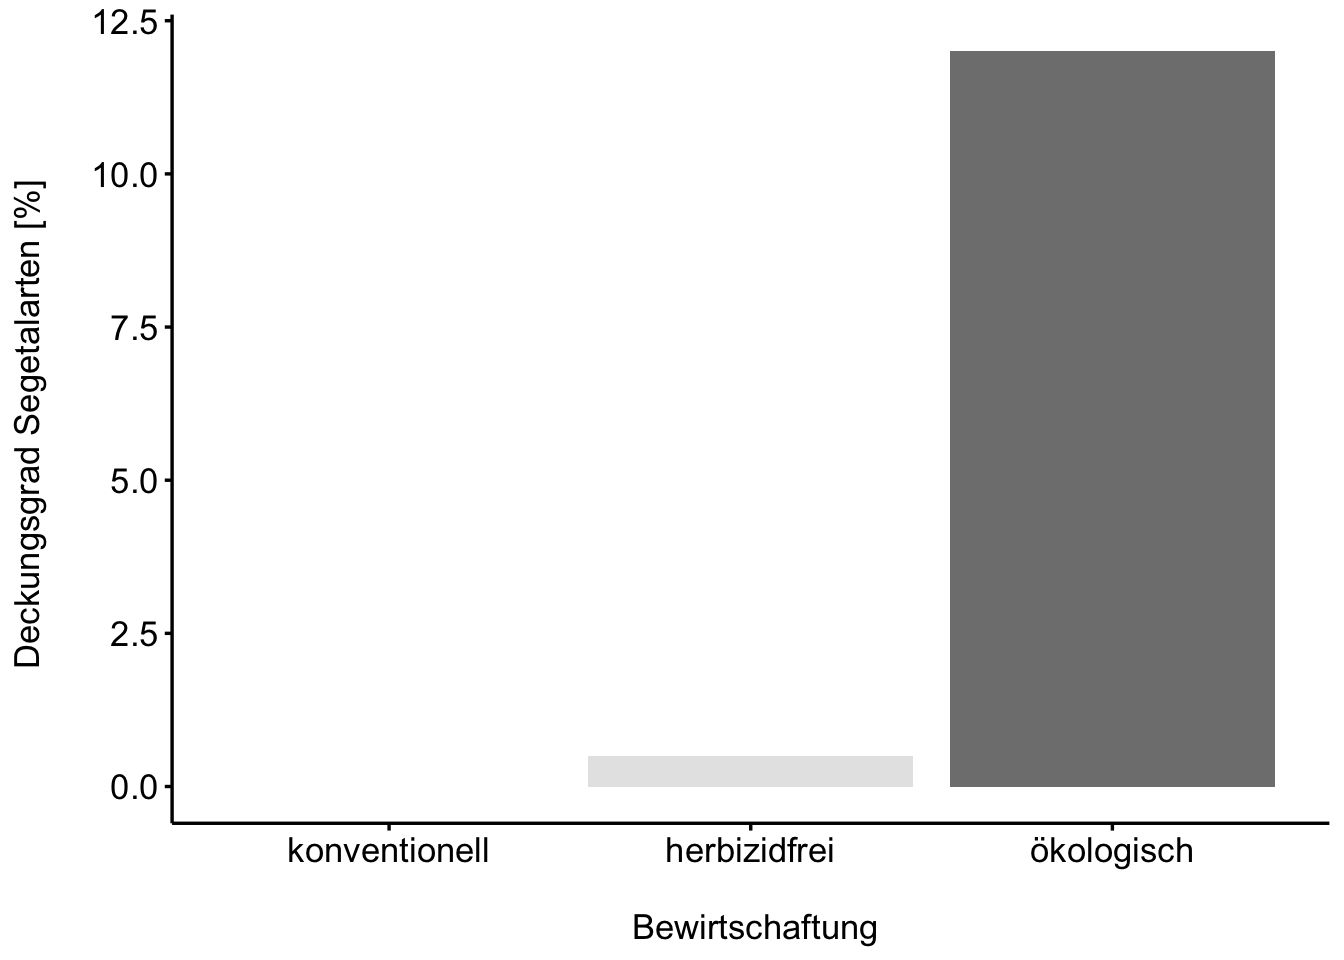 Deckungsgrad Segetalarten [%]
12.5
10.0
7.5
5.0
2.5
0.0
konventionell herbizidfrei ökologisch
Bewirtschaftung